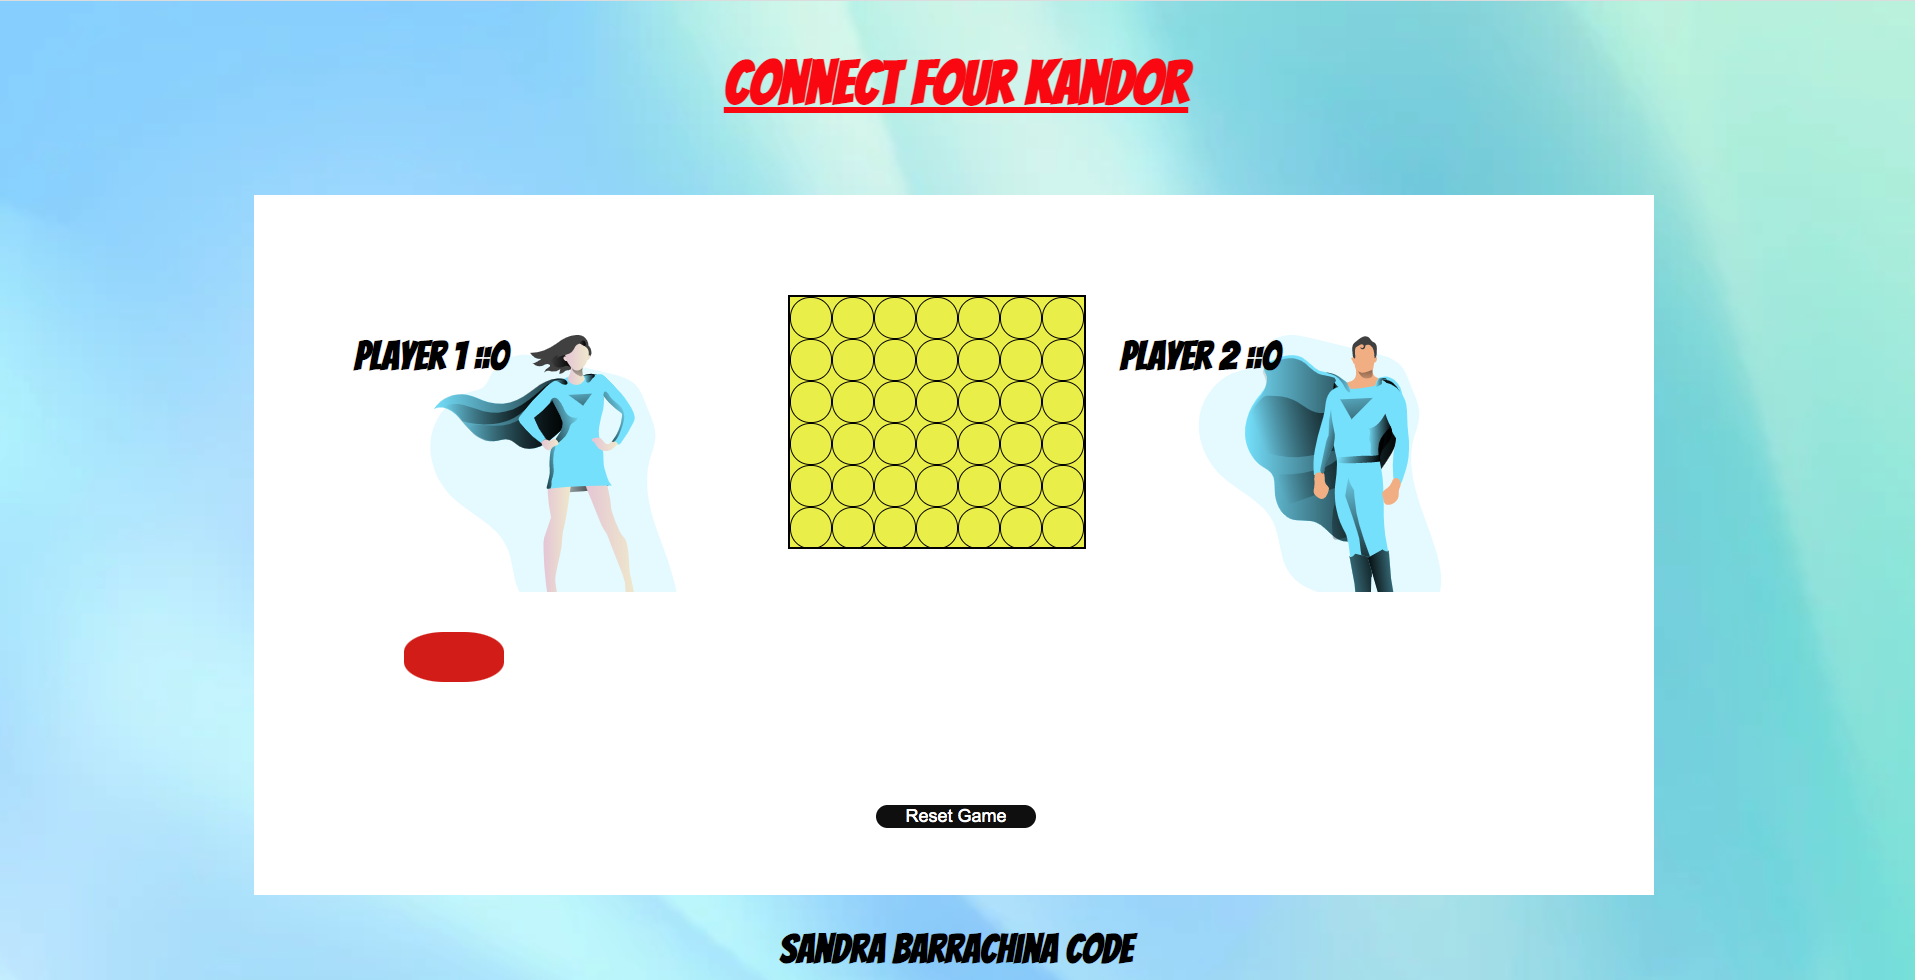 CONNECT FOUR KANDOR
PLAYER 1 ::0
PLAYER 2 ::0
Reset Game
SANDRA BARRACHINA CODE